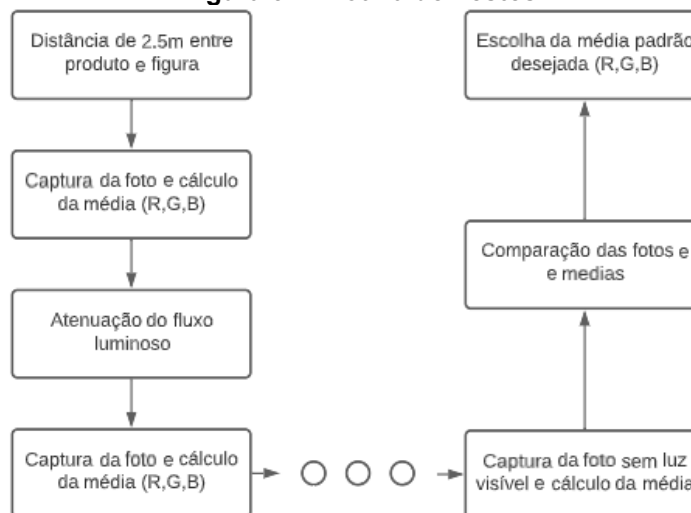 Distância de 2.5m entre
produto e figura
Captura da foto e cálculo
da média (R,G,B)
Atenuação do fluxo
luminoso
Captura da foto e cálculo
da média (R,G,B)
Captura da foto sem luz
visível e cálculo da média
Comparação das fotos e
e medias
Escolha da média padrão
desejada (R,G,B)